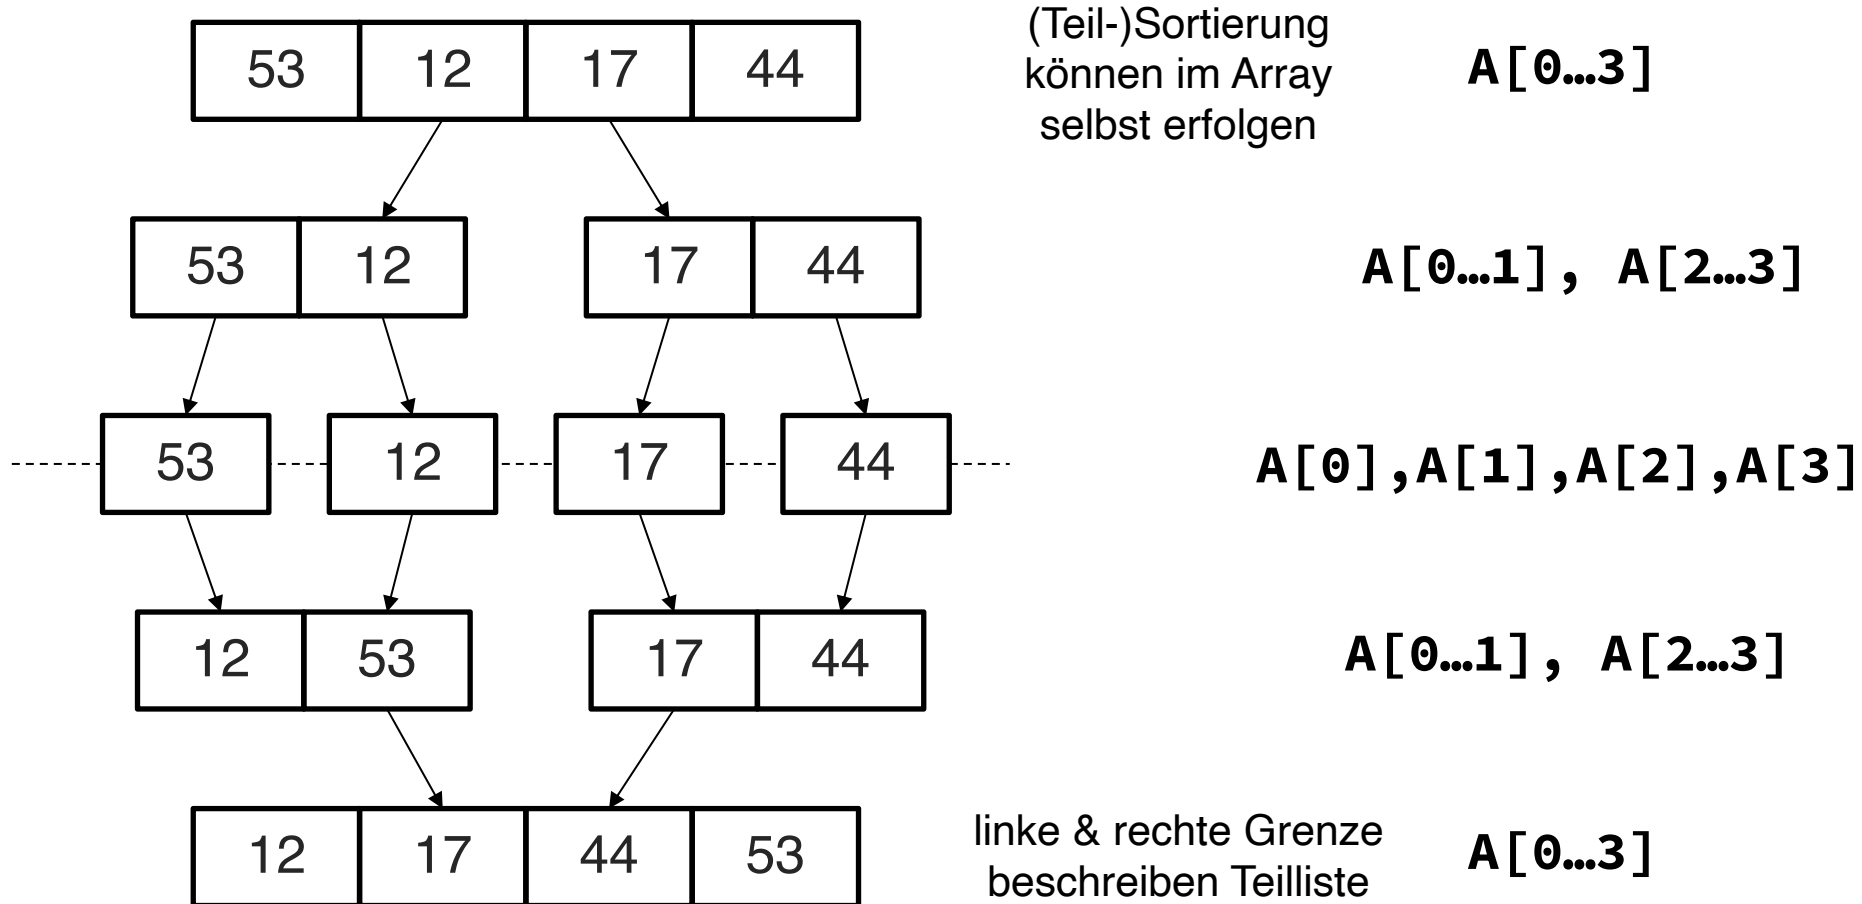 53 12 17 44
(Teil-)Sortierung
können im Array
selbst erfolgen
A[0…3]
53 12 17 44
A[0…1], A[2…3]
53 12 17 44
A[0],A[1],A[2],A[3]
12 53 17 44
A[0…1], A[2…3]
12 17 44 53
linke & rechte Grenze
beschreiben Teilliste
A[0…3]